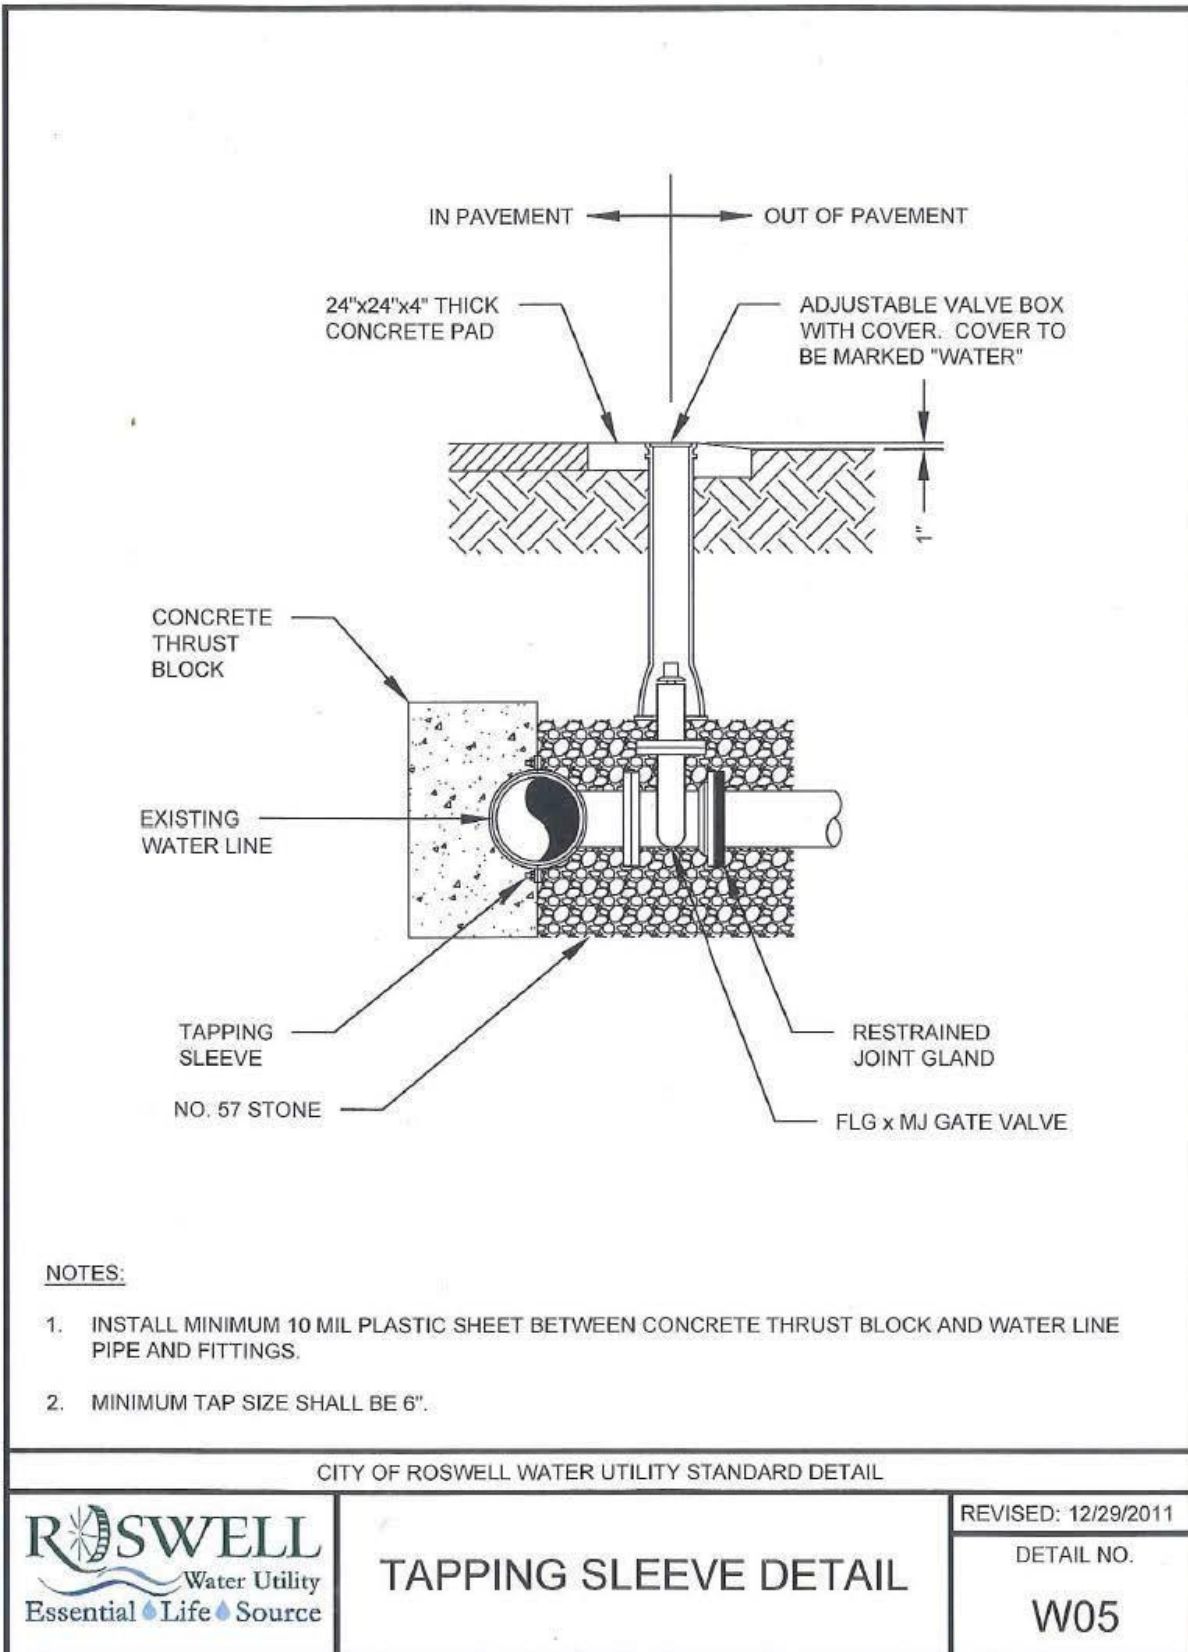 IN PAVEMENT
OUT OF PAVEMENT
24"x24"x4" THICK
CONCRETE PAD
ADJUSTABLE VALVE BOX
WITH COVER. COVER TO
BE MARKED "WATER"
1"
CONCRETE
THRUST
BLOCK
EXISTING
WATER LINE
TAPPING
SLEEVE
RESTRAINED
JOINT GLAND
NO. 57 STONE
FLG x MJ GATE VALVE
NOTES:
1. INSTALL MINIMUM 10 MIL PLASTIC SHEET BETWEEN CONCRETE THRUST BLOCK AND WATER LINE
PIPE AND FITTINGS.
2. MINIMUM TAP SIZE SHALL BE 6".
CITY OF ROSWELL WATER UTILITY STANDARD DETAIL
ROSWELL
Water Utility
Essential Life Source
TAPPING SLEEVE DETAIL
REVISED: 12/29/2011
DETAIL NO.
W05